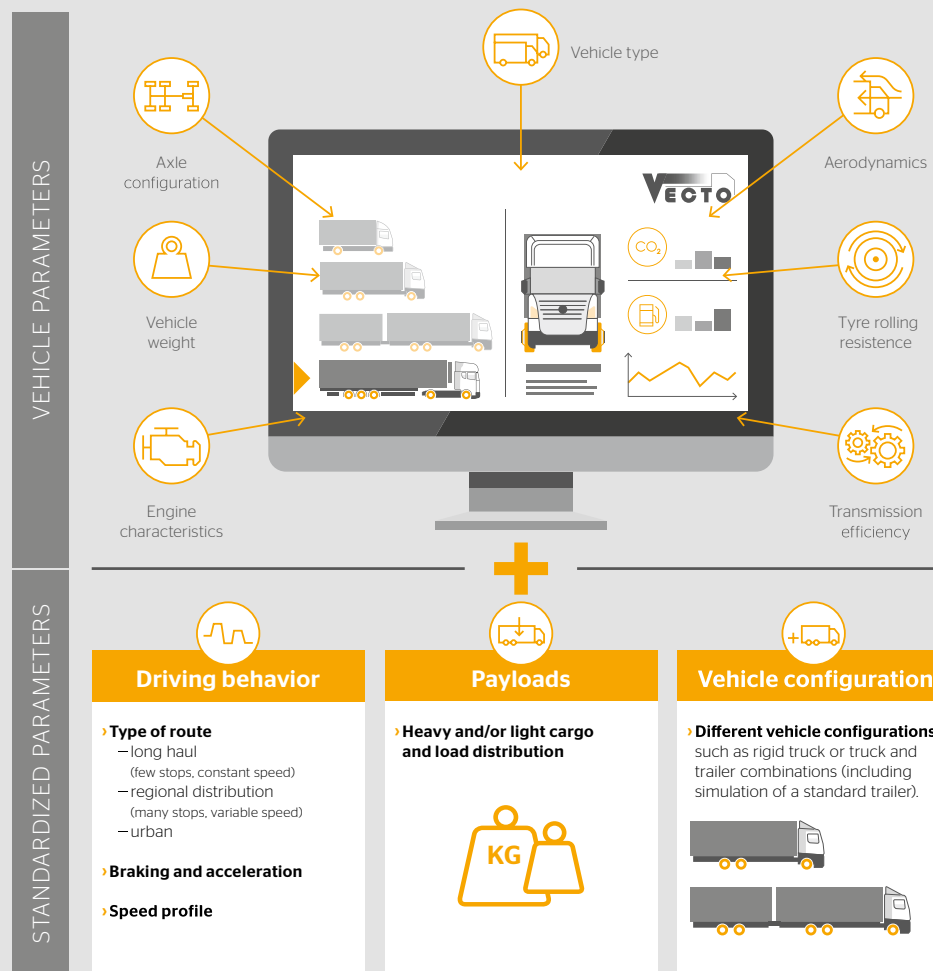 VEHICLE PARAMETERS
Vehicle type
Axle
configuration
Aerodynamics
VECTO
CO₂
Vehicle
weight
Tyre rolling
resistence
Engine
characteristics
Transmission
efficiency
STANDARDIZED PARAMETERS
Driving behavior
› Type of route
– long haul
(few stops, constant speed)
– regional distribution
(many stops, variable speed)
– urban
› Braking and acceleration
› Speed profile
Payloads
› Heavy and/or light cargo
and load distribution
KG
Vehicle configuration
› Different vehicle configurations
such as rigid truck or truck and
trailer combinations (including
simulation of a standard trailer).